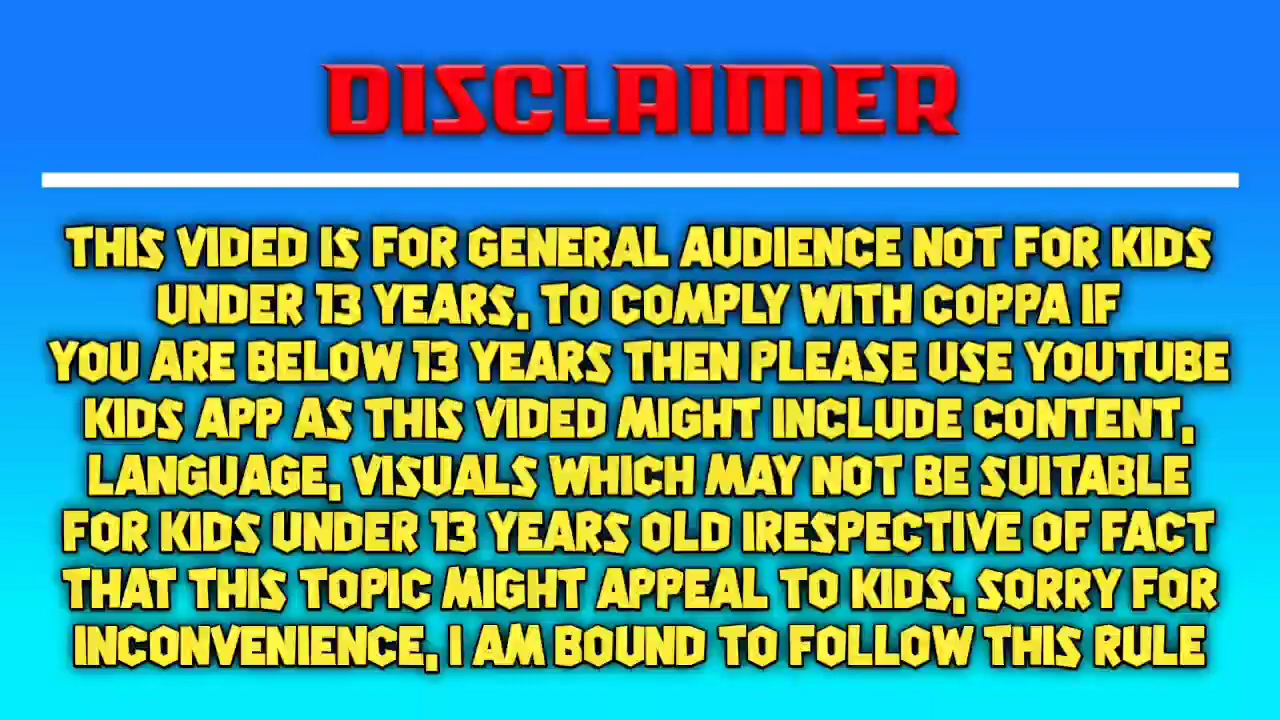 DISCLAIMER
THIS VIDEO IS FOR GENERAL AUDIENCE NOT FOR KIDS
UNDER 13 YEARS, TO COMPLY WITH COPPA IF
YOU ARE BELOW 13 YEARS THEN PLEASE USE YOUTUBE
KIDS APP AS THIS VIDEO MIGHT INCLUDE CONTENT,
LANGUAGE, VISUALS WHICH MAY NOT BE SUITABLE
FOR KIDS UNDER 13 YEARS OLD IRESPECTIVE OF FACT
THAT THIS TOPIC MIGHT APPEAL TO KIDS, SORRY FOR
INCONVENIENCE, I AM BOUND TO FOLLOW THIS RULE